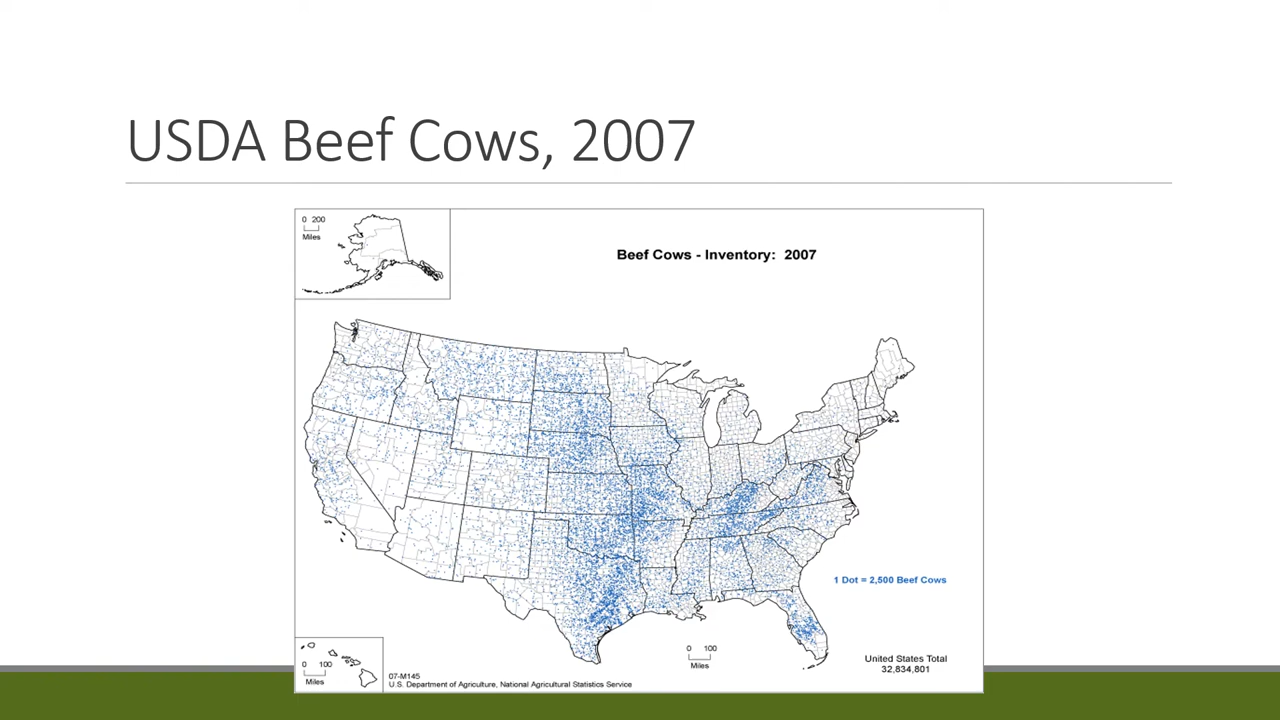 USDA Beef Cows, 2007
0 200
Miles
Beef Cows - Inventory: 2007
1 Dot = 2,500 Beef Cows
0 100
Miles
0 100
Miles
United States Total
32,834,801
07-M145
U.S. Department of Agriculture, National Agricultural Statistics Service